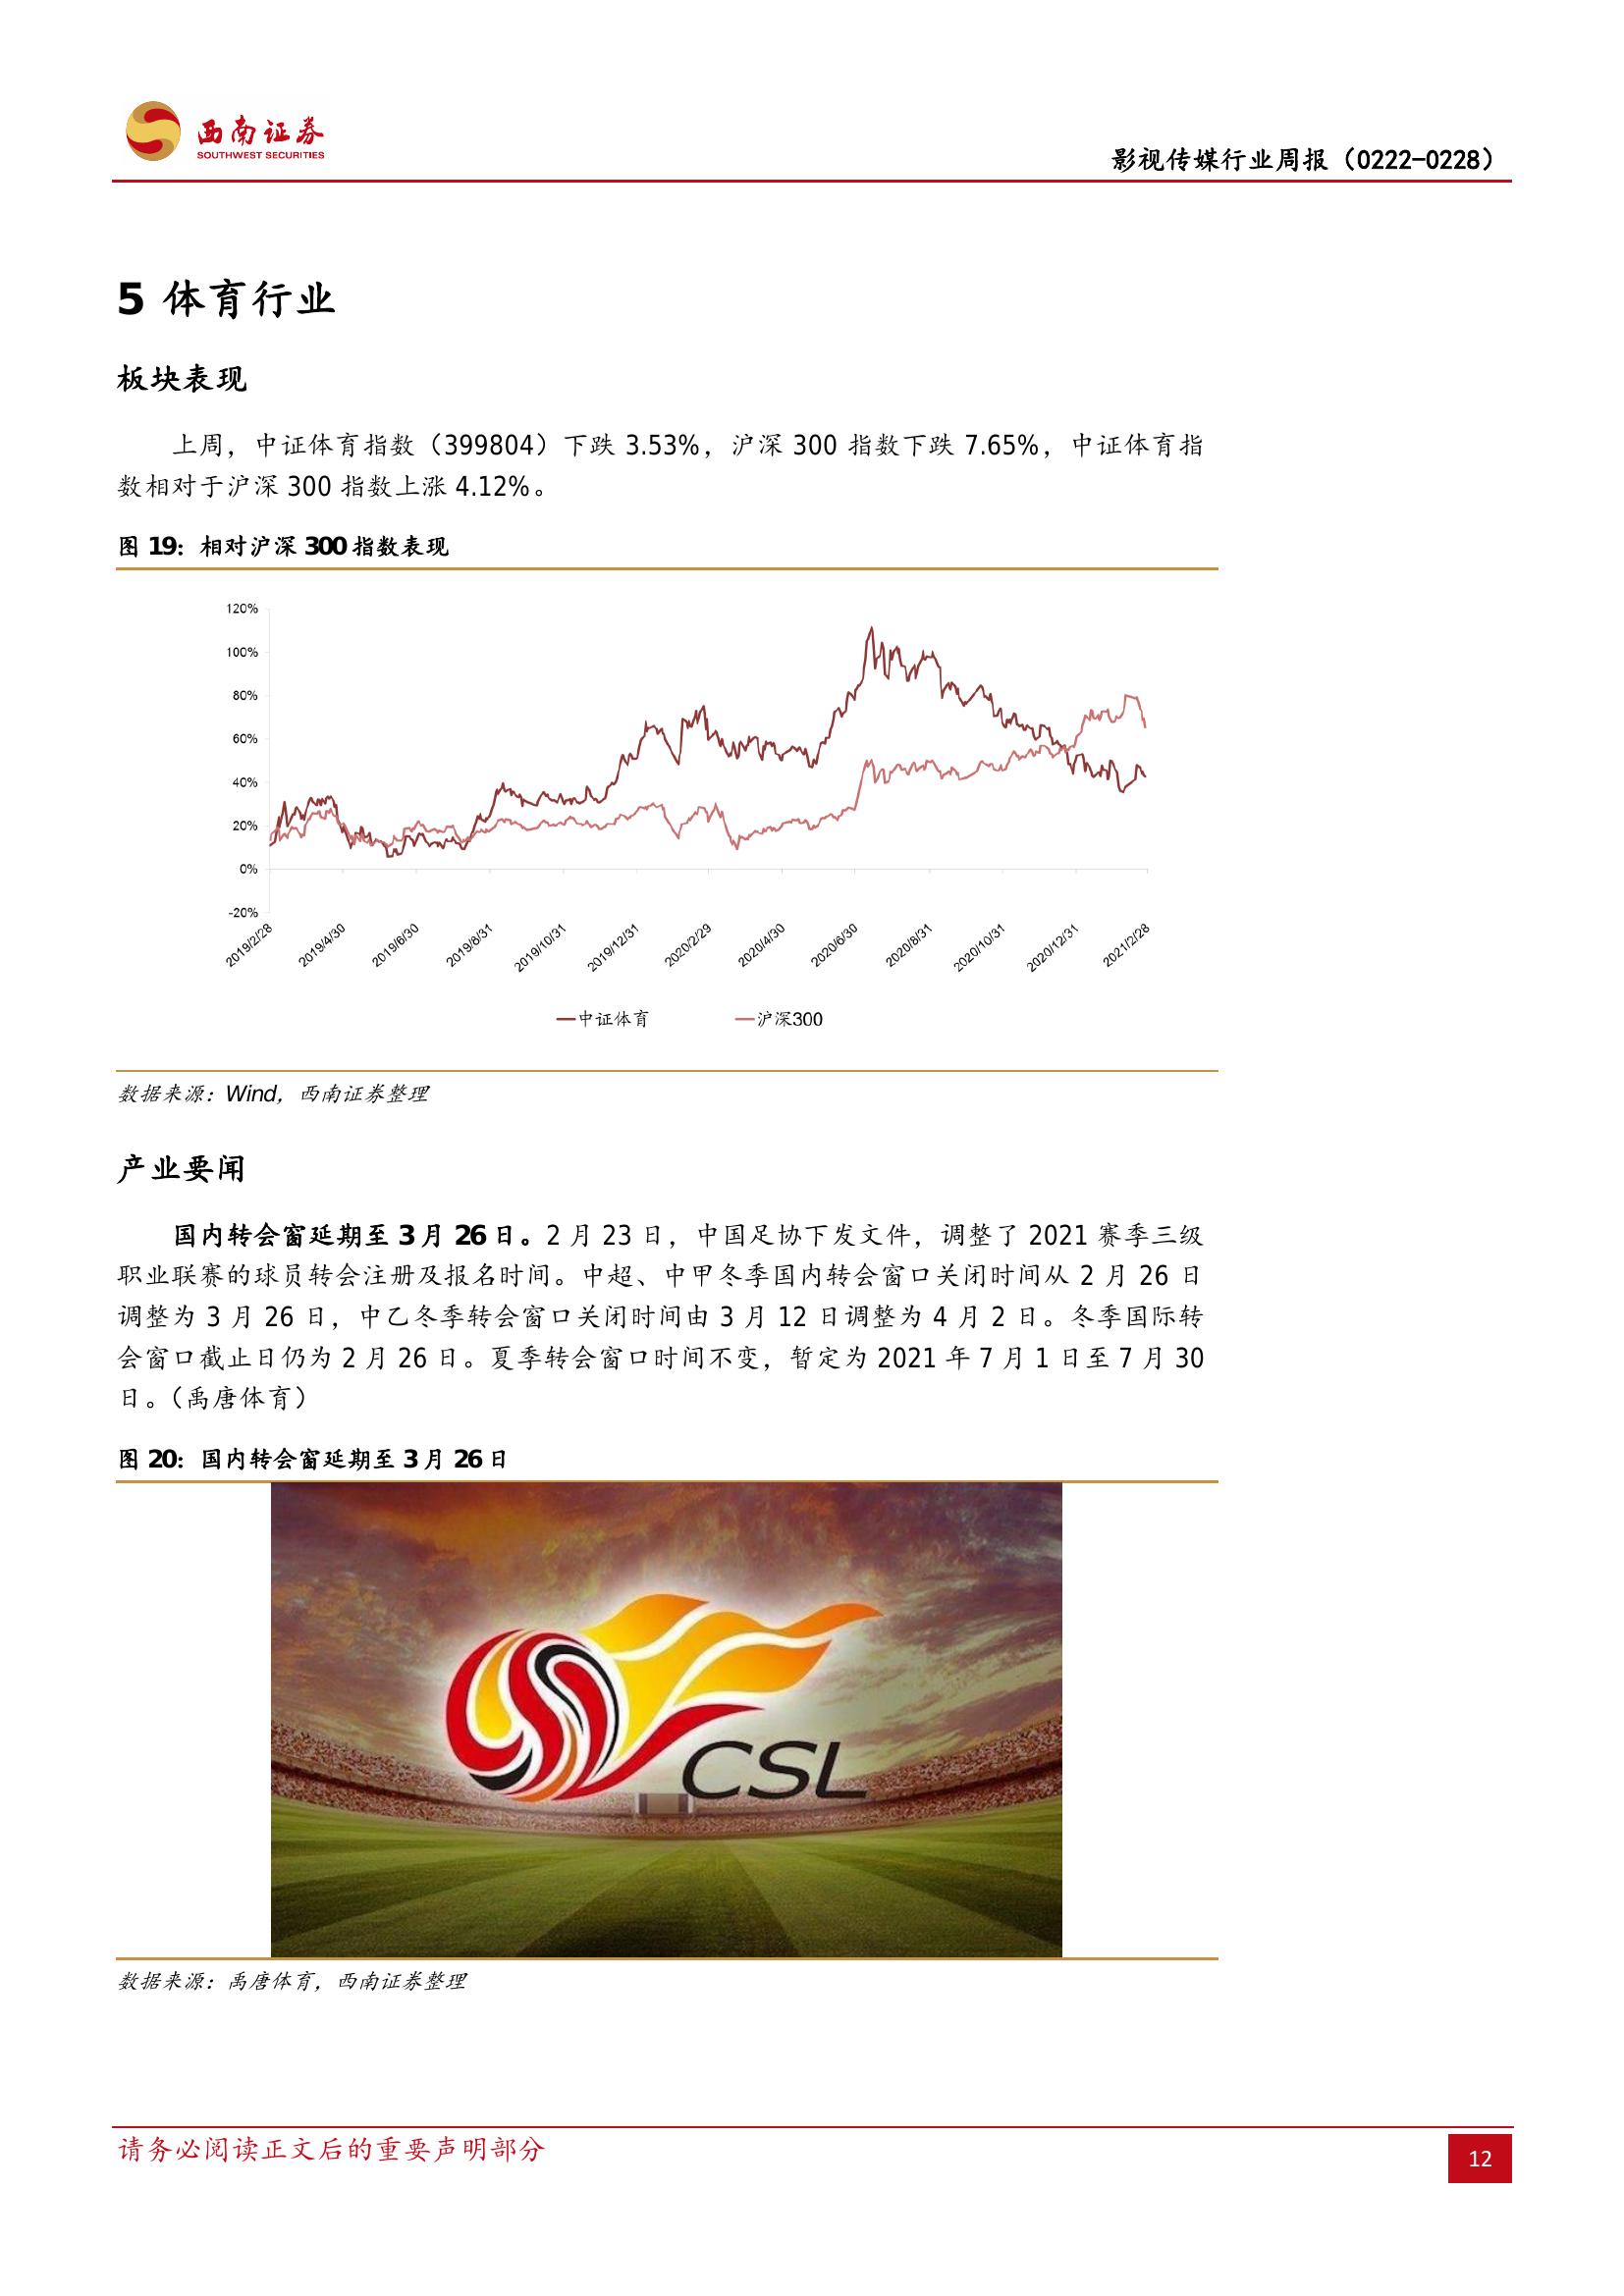 西南证券
SOUTHWEST SECURITIES
影视传媒行业周报（0222-0228）
5 体育行业
板块表现
上周，中证体育指数（399804）下跌 3.53%，沪深 300 指数下跌 7.65%，中证体育指
数相对于沪深 300 指数上涨 4.12%。
图 19：相对沪深 300 指数表现
120%
100%
80%
60%
40%
20%
0%
-20%
2019/2/28
2019/4/30
2019/6/30
2019/8/31
2019/10/31
2019/12/31
2020/2/29
2020/4/30
2020/6/30
2020/8/31
2020/10/31
2020/12/31
2021/2/28
中证体育
沪深300
数据来源：Wind，西南证券整理
产业要闻
国内转会窗延期至 3 月 26 日。2 月 23 日，中国足协下发文件，调整了 2021 赛季三级
职业联赛的球员转会注册及报名时间。中超、中甲冬季国内转会窗口关闭时间从 2 月 26 日
调整为 3 月 26 日，中乙冬季转会窗口关闭时间由 3 月 12 日调整为 4 月 2 日。冬季国际转
会窗口截止日仍为 2 月 26 日。夏季转会窗口时间不变，暂定为 2021 年 7 月 1 日至 7 月 30
日。（禹唐体育）
图 20：国内转会窗延期至 3 月 26 日
CSL
数据来源：禹唐体育，西南证券整理
请务必阅读正文后的重要声明部分
12